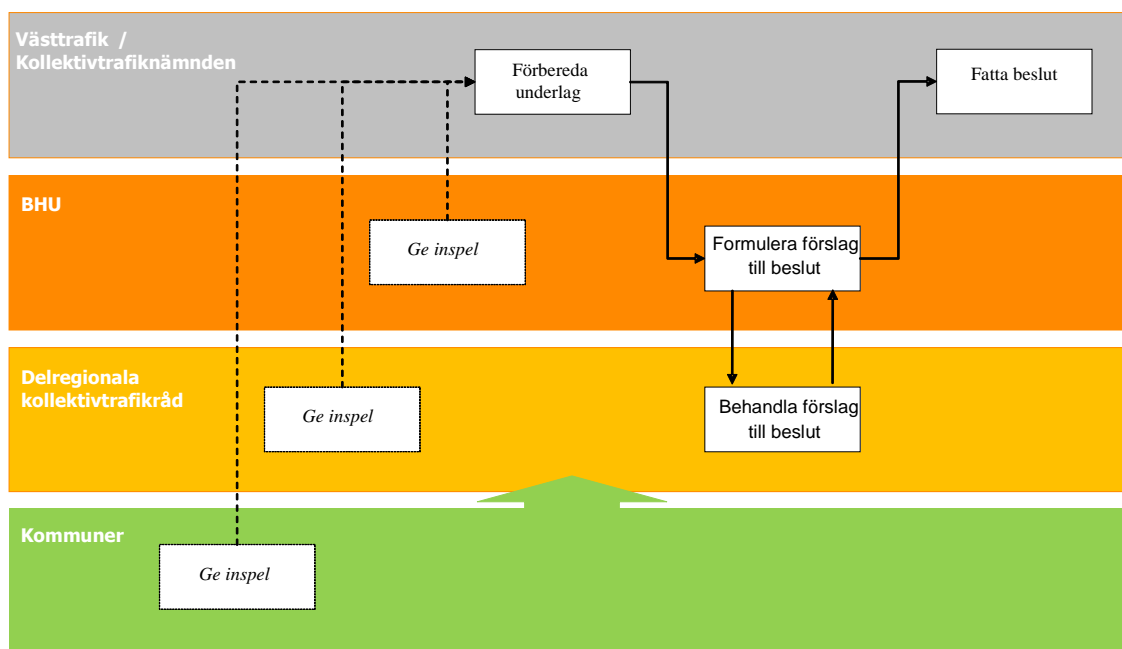 Västtrafik /
Kollektivtrafiknämnden
Förbereda
underlag
Fatta beslut
BHU
Ge inspel
Formulera förslag
till beslut
Delregionala
kollektivtrafikråd
Ge inspel
Behandla förslag
till beslut
Kommuner
Ge inspel